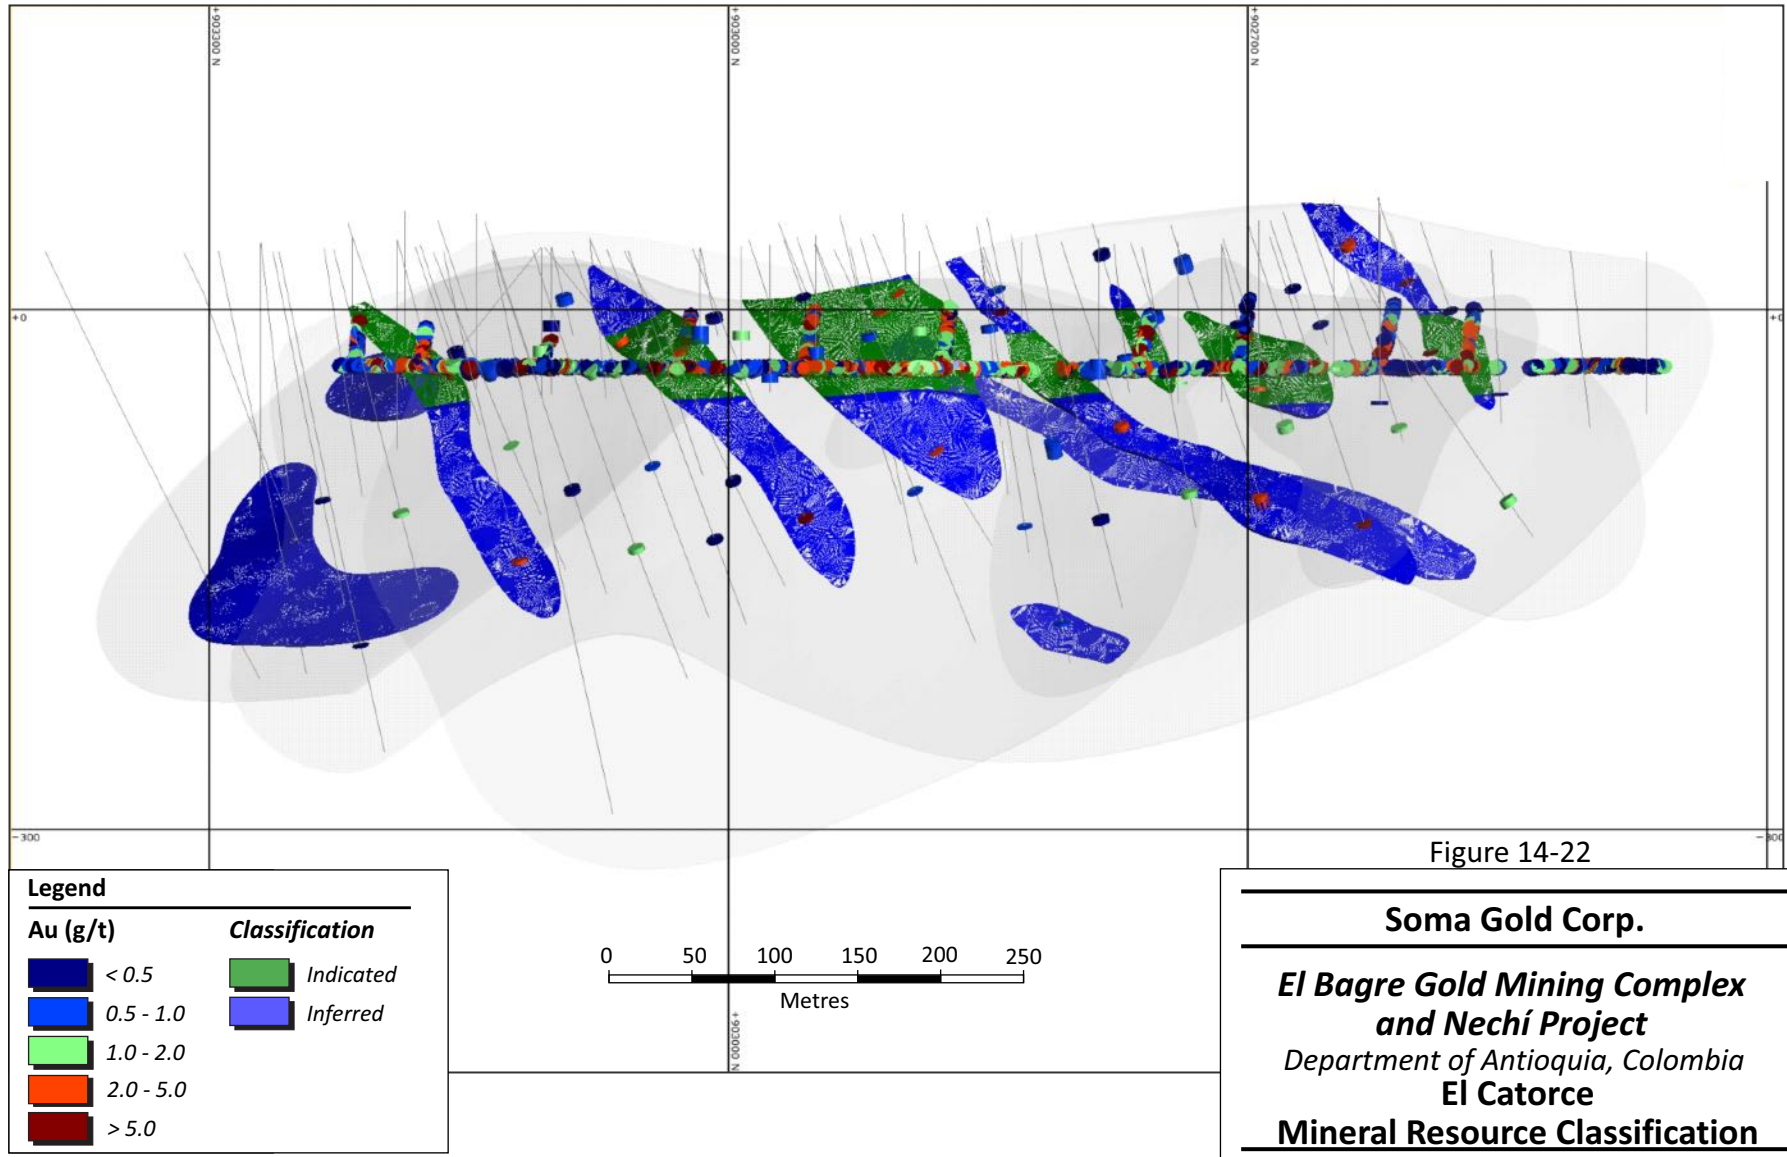 +903300 N
+903000 N
+902700 N
+0
+0
-300
-300
+903000 N
Figure 14-22
Legend
Au (g/t)
< 0.5
0.5 - 1.0
1.0 - 2.0
2.0 - 5.0
> 5.0
Classification
Indicated
Inferred
0 50 100 150 200 250
Metres
Soma Gold Corp.
El Bagre Gold Mining Complex
and Nechí Project
Department of Antioquia, Colombia
El Catorce
Mineral Resource Classification